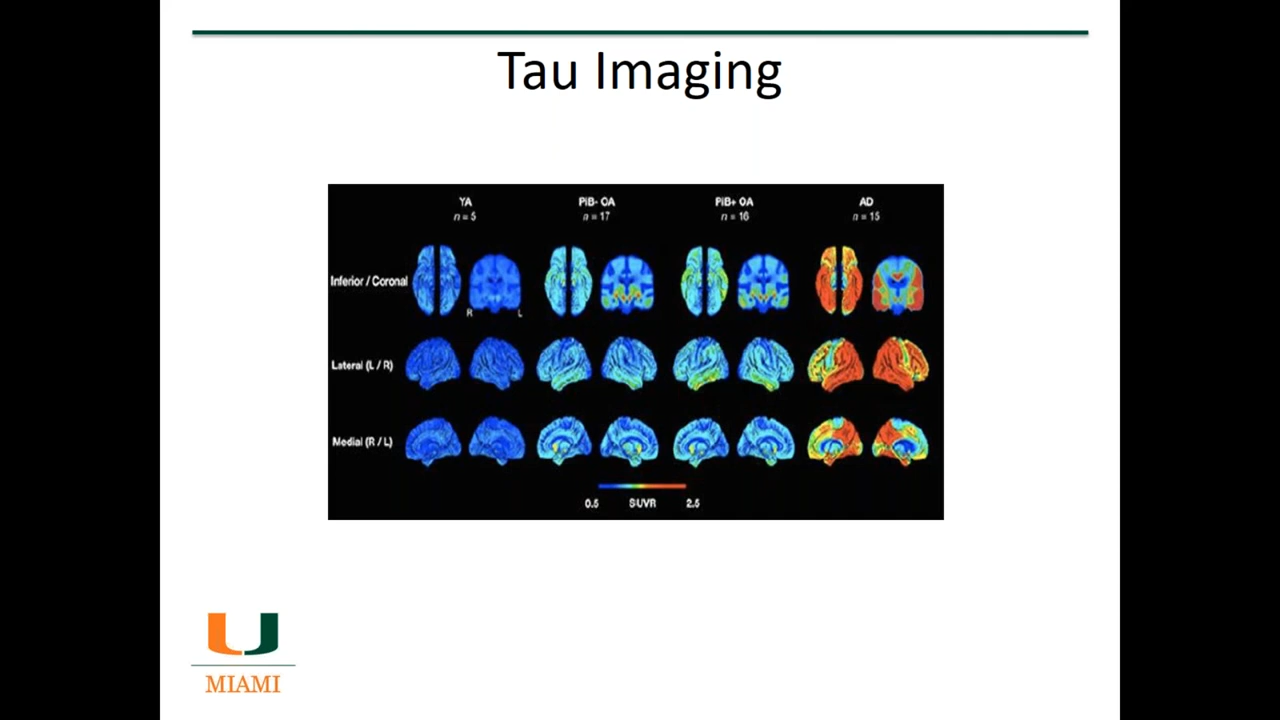 Tau Imaging
YA PiB- OA PiB+ OA AD
n = 5 n = 17 n = 16 n = 15
Inferior / Coronal
R L
Lateral (L / R)
Medial (R / L)
0.5 SUVR 2.5
U
MIAMI